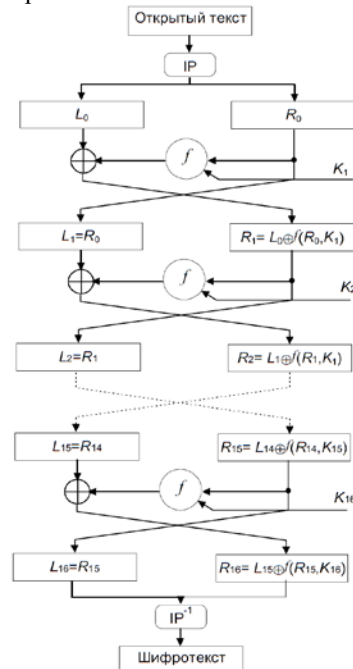 Открытый текст
IP
L₀
R₀
f
K₁
L₁=R₀
R₁= L₀⊕f(R₀,K₁)
f
K₂
L₂=R₁
R₂= L₁⊕f(R₁,K₁)
L₁₅=R₁₄
R₁₅= L₁₄⊕f(R₁₄,K₁₅)
f
K₁₆
L₁₆=R₁₅
R₁₆= L₁₅⊕f(R₁₅,K₁₆)
IP⁻¹
Шифротекст